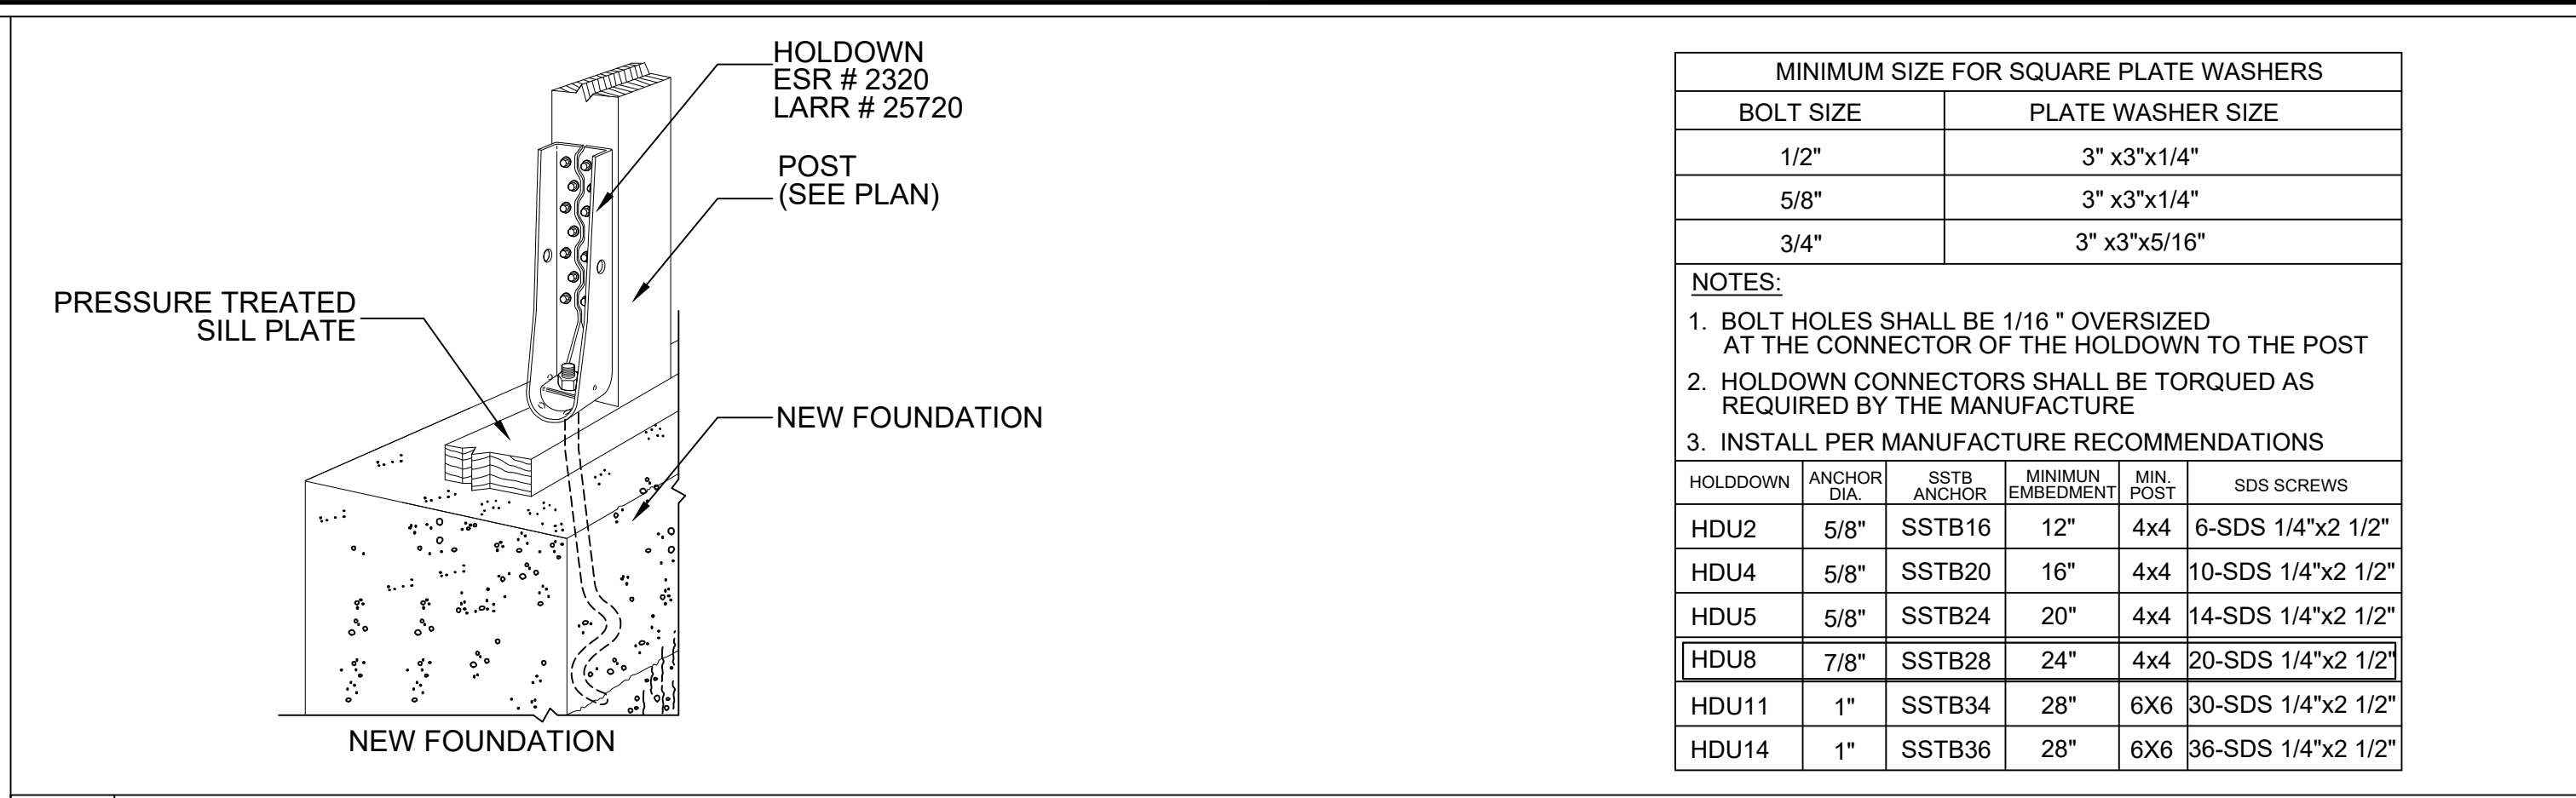 HOLDOWN
ESR # 2320
LARR # 25720
POST
(SEE PLAN)
PRESSURE TREATED
SILL PLATE
NEW FOUNDATION
NEW FOUNDATION
MINIMUM SIZE FOR SQUARE PLATE WASHERS
BOLT SIZE PLATE WASHER SIZE
1/2" 3" x3"x1/4"
5/8" 3" x3"x1/4"
3/4" 3" x3"x5/16"
NOTES:
1. BOLT HOLES SHALL BE 1/16 " OVERSIZED
AT THE CONNECTOR OF THE HOLDOWN TO THE POST
2. HOLDOWN CONNECTORS SHALL BE TORQUED AS
REQUIRED BY THE MANUFACTURE
3. INSTALL PER MANUFACTURE RECOMMENDATIONS
HOLDDOWN ANCHOR DIA. SSTB ANCHOR MINIMUN EMBEDMENT MIN. POST SDS SCREWS
HDU2 5/8" SSTB16 12" 4x4 6-SDS 1/4"x2 1/2"
HDU4 5/8" SSTB20 16" 4x4 10-SDS 1/4"x2 1/2"
HDU5 5/8" SSTB24 20" 4x4 14-SDS 1/4"x2 1/2"
HDU8 7/8" SSTB28 24" 4x4 20-SDS 1/4"x2 1/2"
HDU11 1" SSTB34 28" 6X6 30-SDS 1/4"x2 1/2"
HDU14 1" SSTB36 28" 6X6 36-SDS 1/4"x2 1/2"